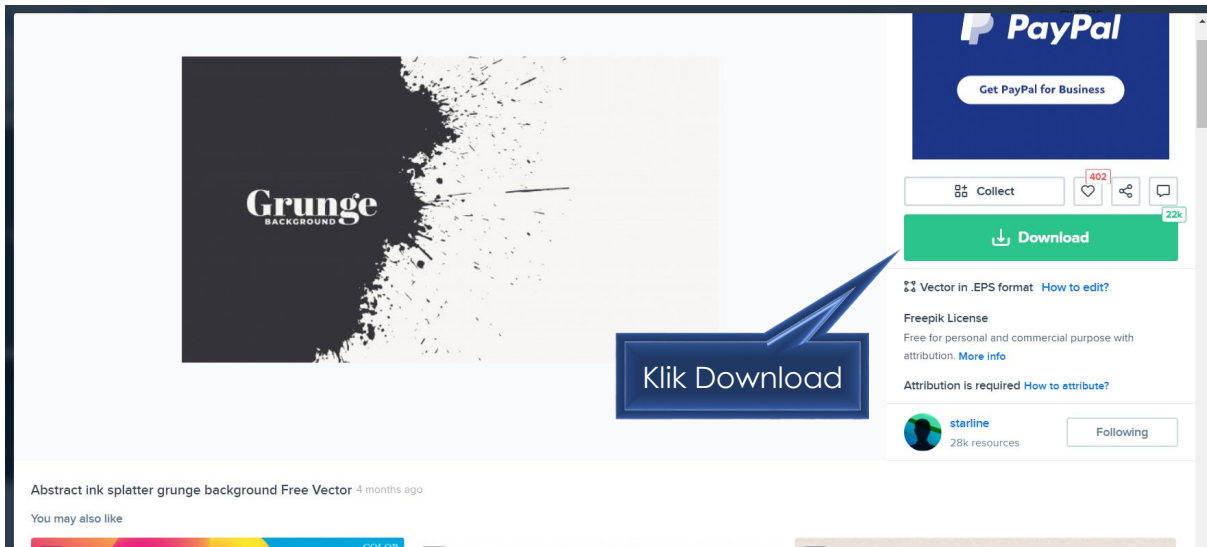 PayPal
Get PayPal for Business
Grunge
BACKGROUND
Collect
402
22k
Download
Klik Download
Vector in .EPS format How to edit?
Freepik License
Free for personal and commercial purpose with
attribution. More info
Attribution is required How to attribute?
starline
28k resources
Following
Abstract ink splatter grunge background Free Vector 4 months ago
You may also like